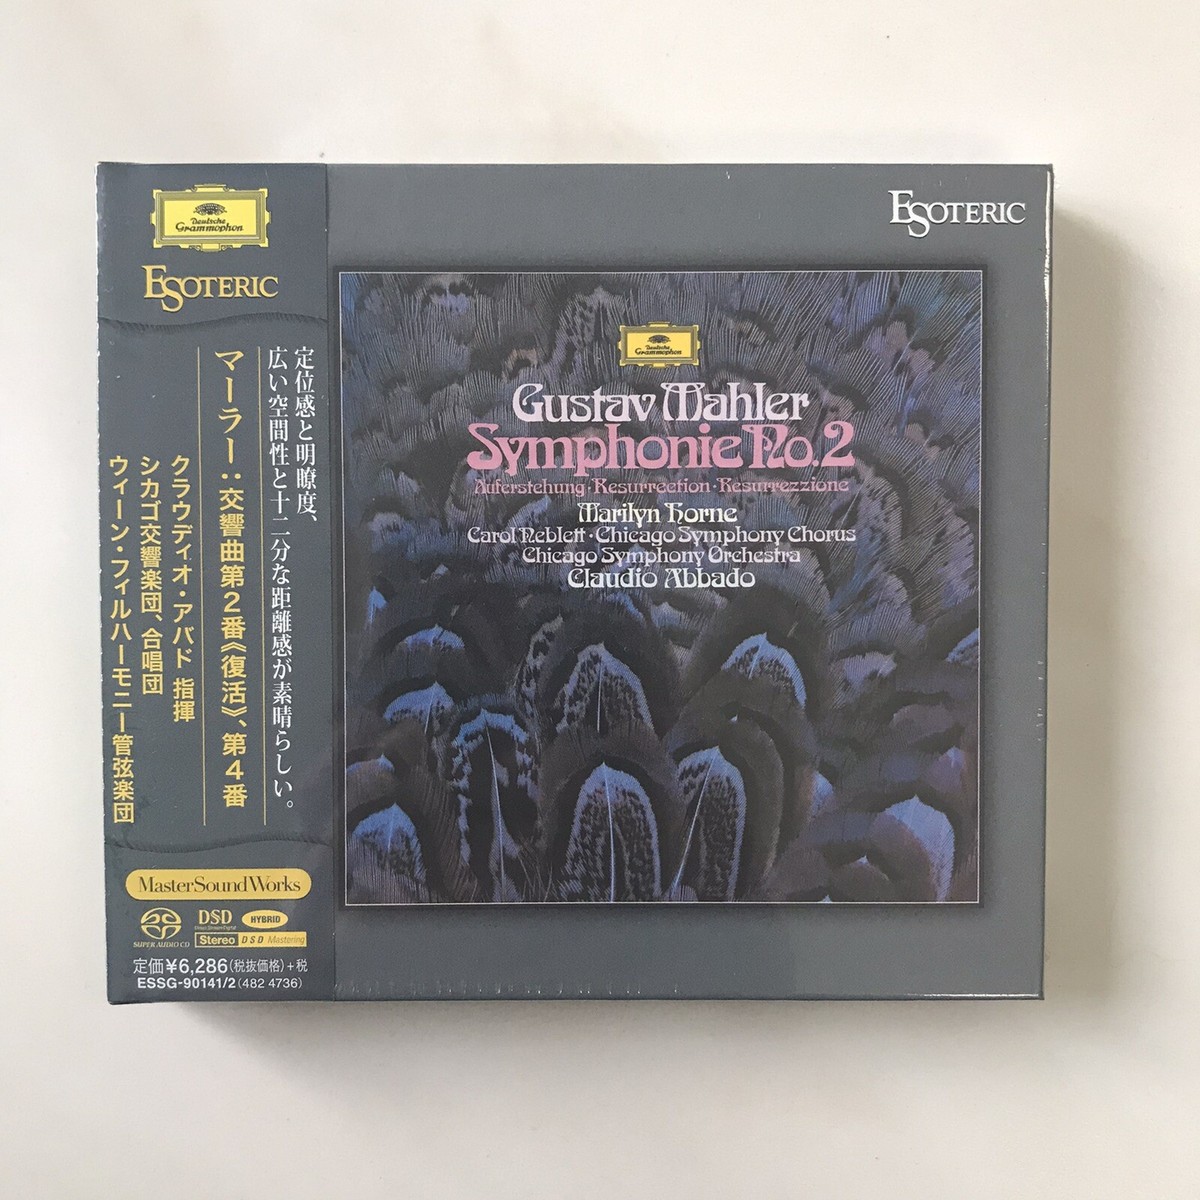 Deutsche
Grammophon
ESOTERIC
定位感と明瞭度、
広い空間性と十二分な距離感が素晴らしい。
マーラー：交響曲第2番《復活》、第4番
クラウディオ・アバド 指揮
シカゴ交響楽団、合唱団
ウィーン・フィルハーモニー管弦楽団
MasterSoundWorks
SUPER AUDIO CD
DSD
Direct Stream Digital
HYBRID
Stereo DSD Mastering
定価¥6,286(税抜価格)+税
ESSG-90141/2(482 4736)
ESOTERIC
Deutsche
Grammophon
Gustav Mahler
Symphonie No.2
Auferstehung·Resurrection·Resurrezzione
Marilyn Horne
Carol Neblett·Chicago Symphony Chorus
Chicago Symphony Orchestra
Claudio Abbado